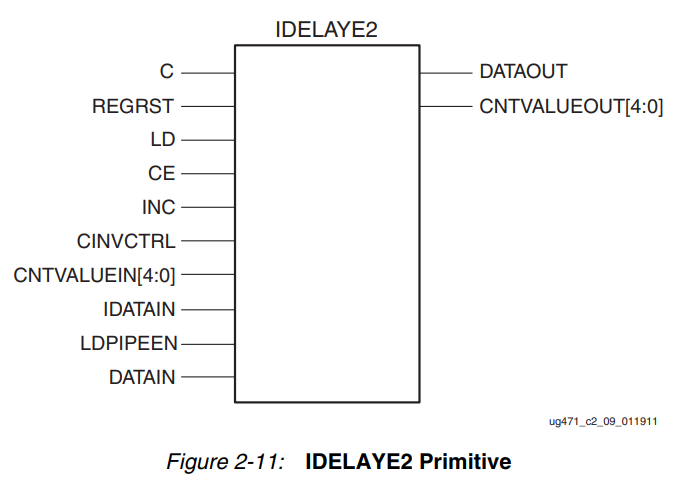 IDELAYE2
C
REGRST
LD
CE
INC
CINVCTRL
CNTVALUEIN[4:0]
IDATAIN
LDPIPEEN
DATAIN
DATAOUT
CNTVALUEOUT[4:0]
ug471_c2_09_011911
Figure 2-11: IDELAYE2 Primitive